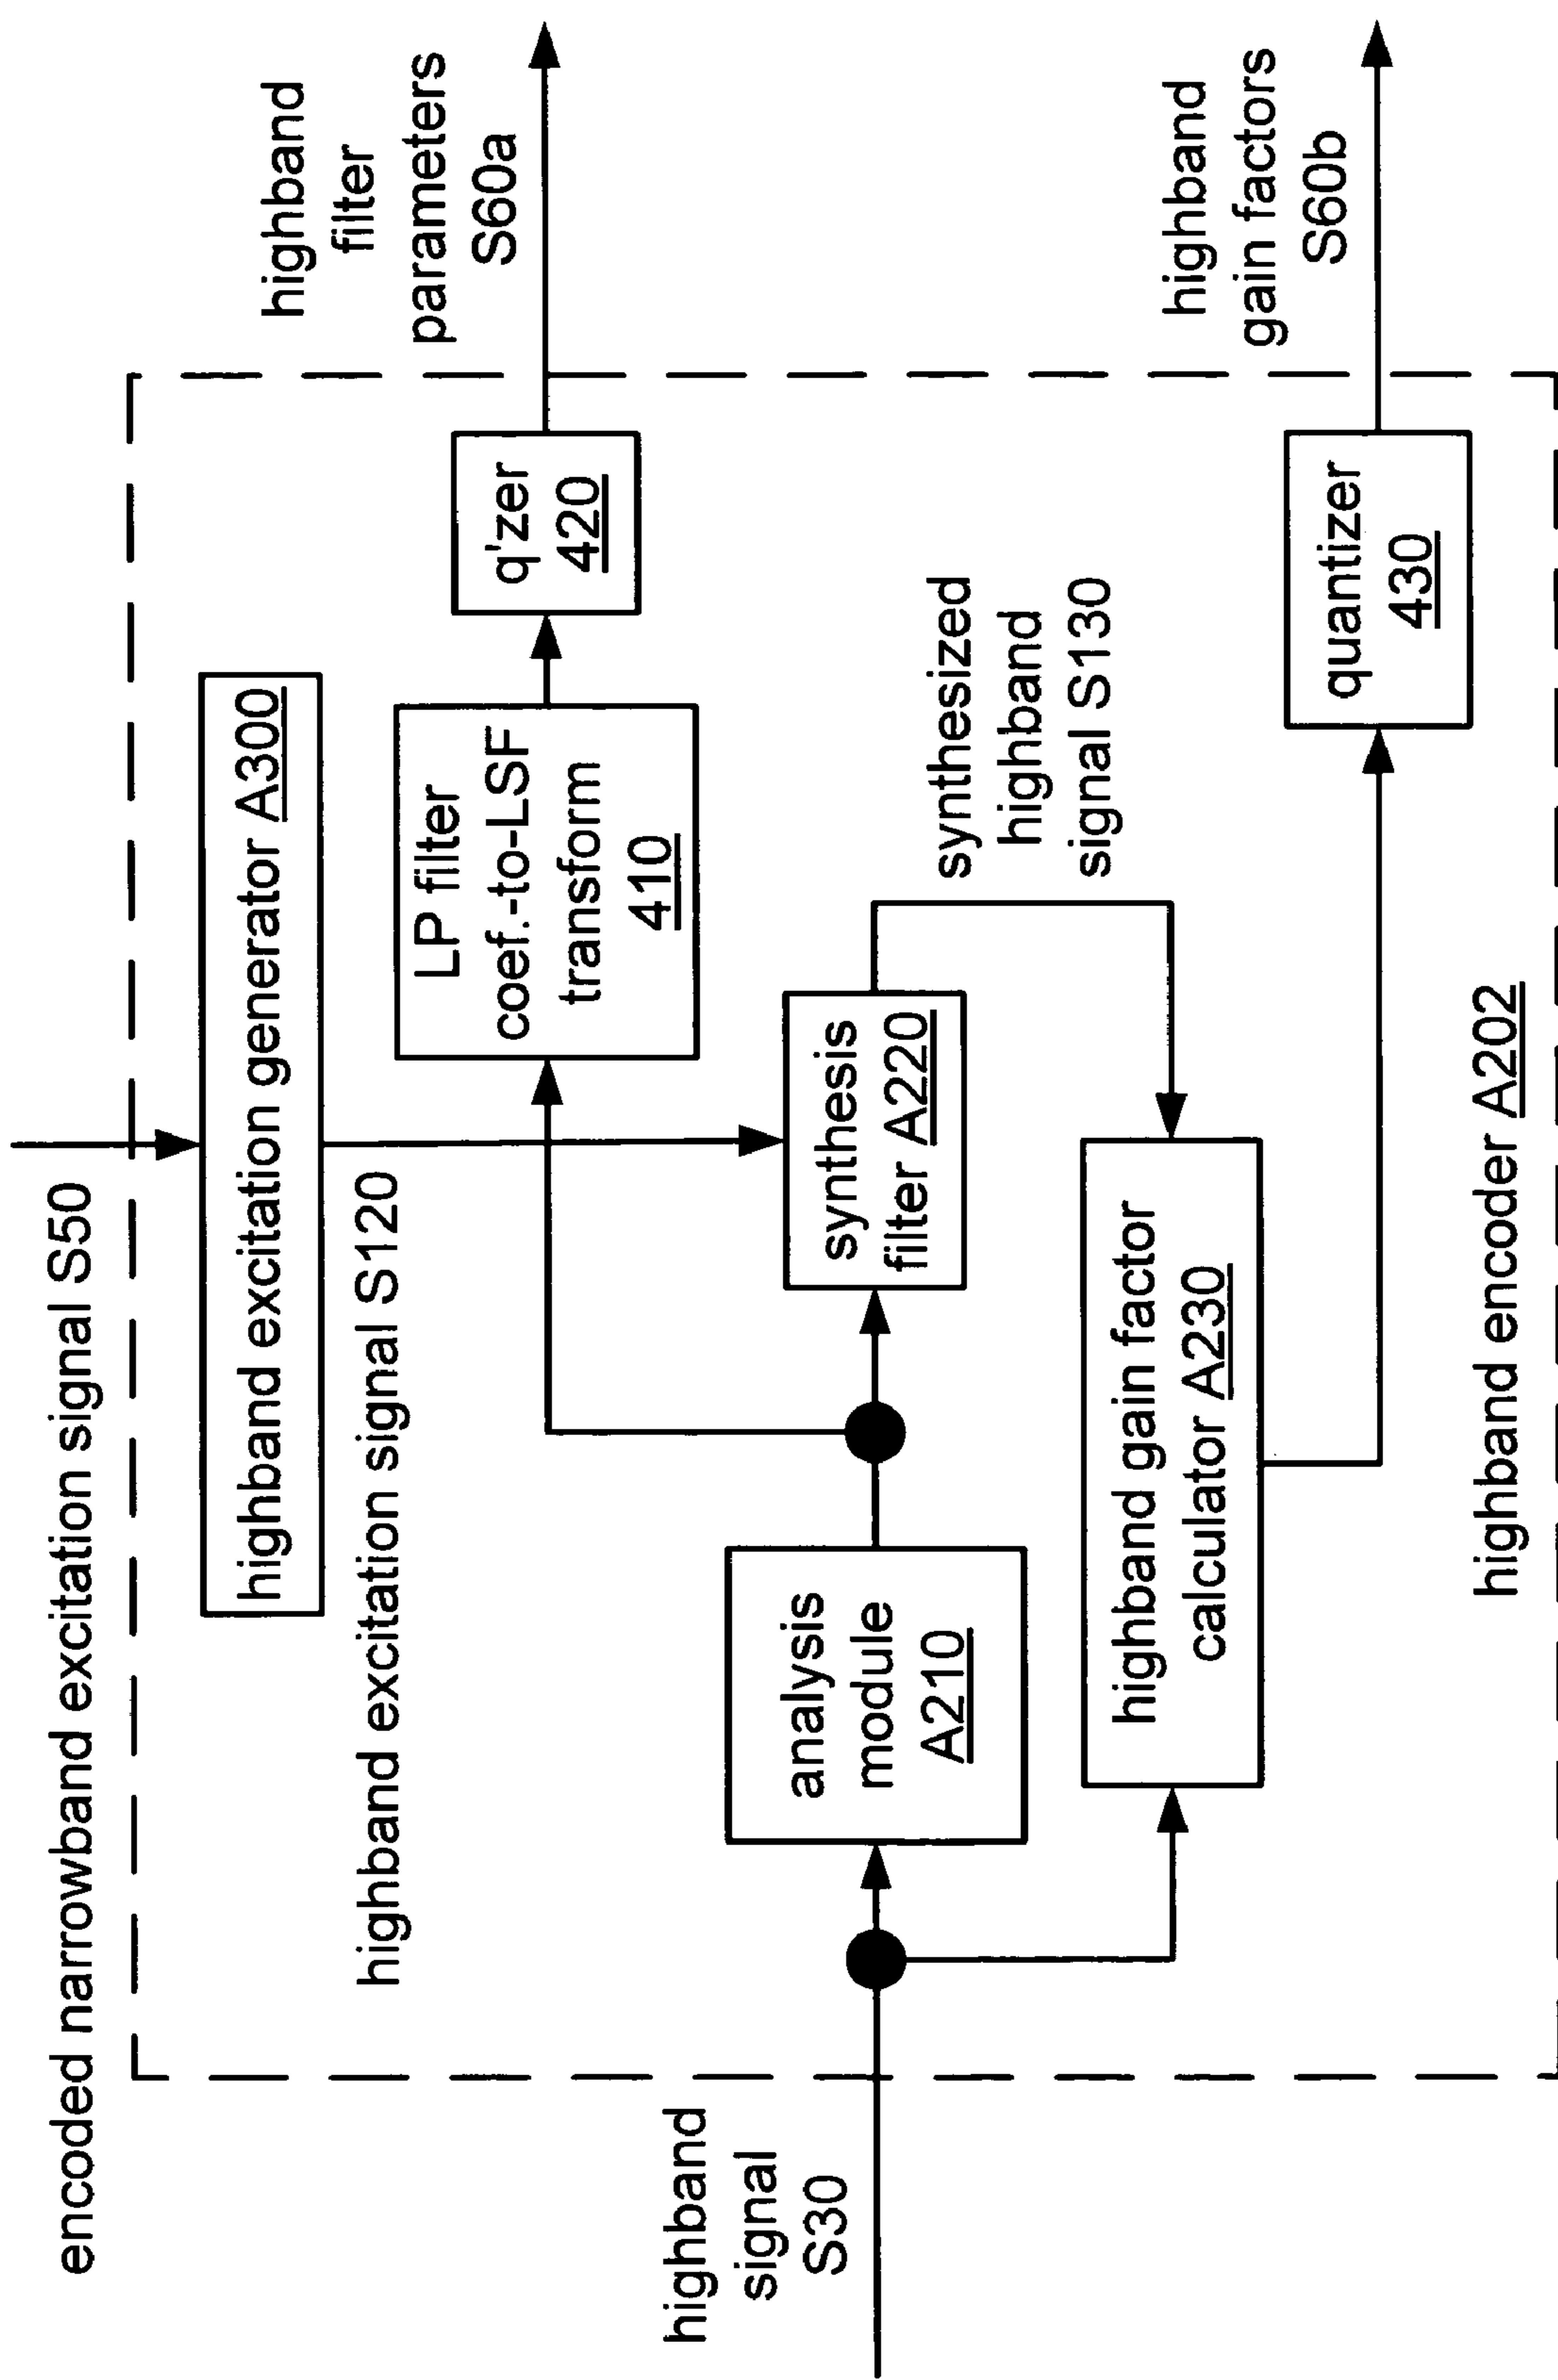 encoded narrowband excitation signal S50
highband excitation generator A300
highband excitation signal S120
highband
filter
parameters
S60a
LP filter
coef.-to-LSF
transform
410
q'zer
420
highband
signal
S30
analysis
module
A210
synthesis
filter A220
synthesized
highband
signal S130
highband gain factor
calculator A230
quantizer
430
highband
gain factors
S60b
highband encoder A202